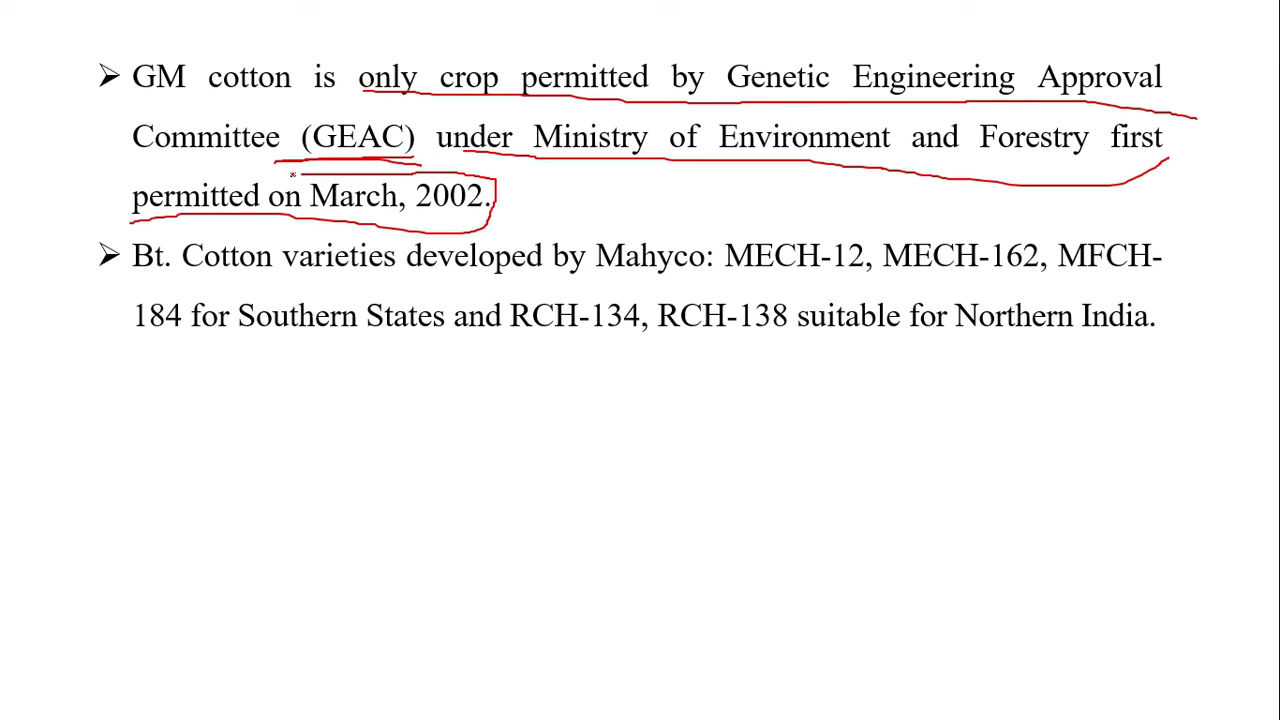 ➢ GM cotton is only crop permitted by Genetic Engineering Approval
Committee (GEAC) under Ministry of Environment and Forestry first
permitted on March, 2002.
➢ Bt. Cotton varieties developed by Mahyco: MECH-12, MECH-162, MFCH-
184 for Southern States and RCH-134, RCH-138 suitable for Northern India.